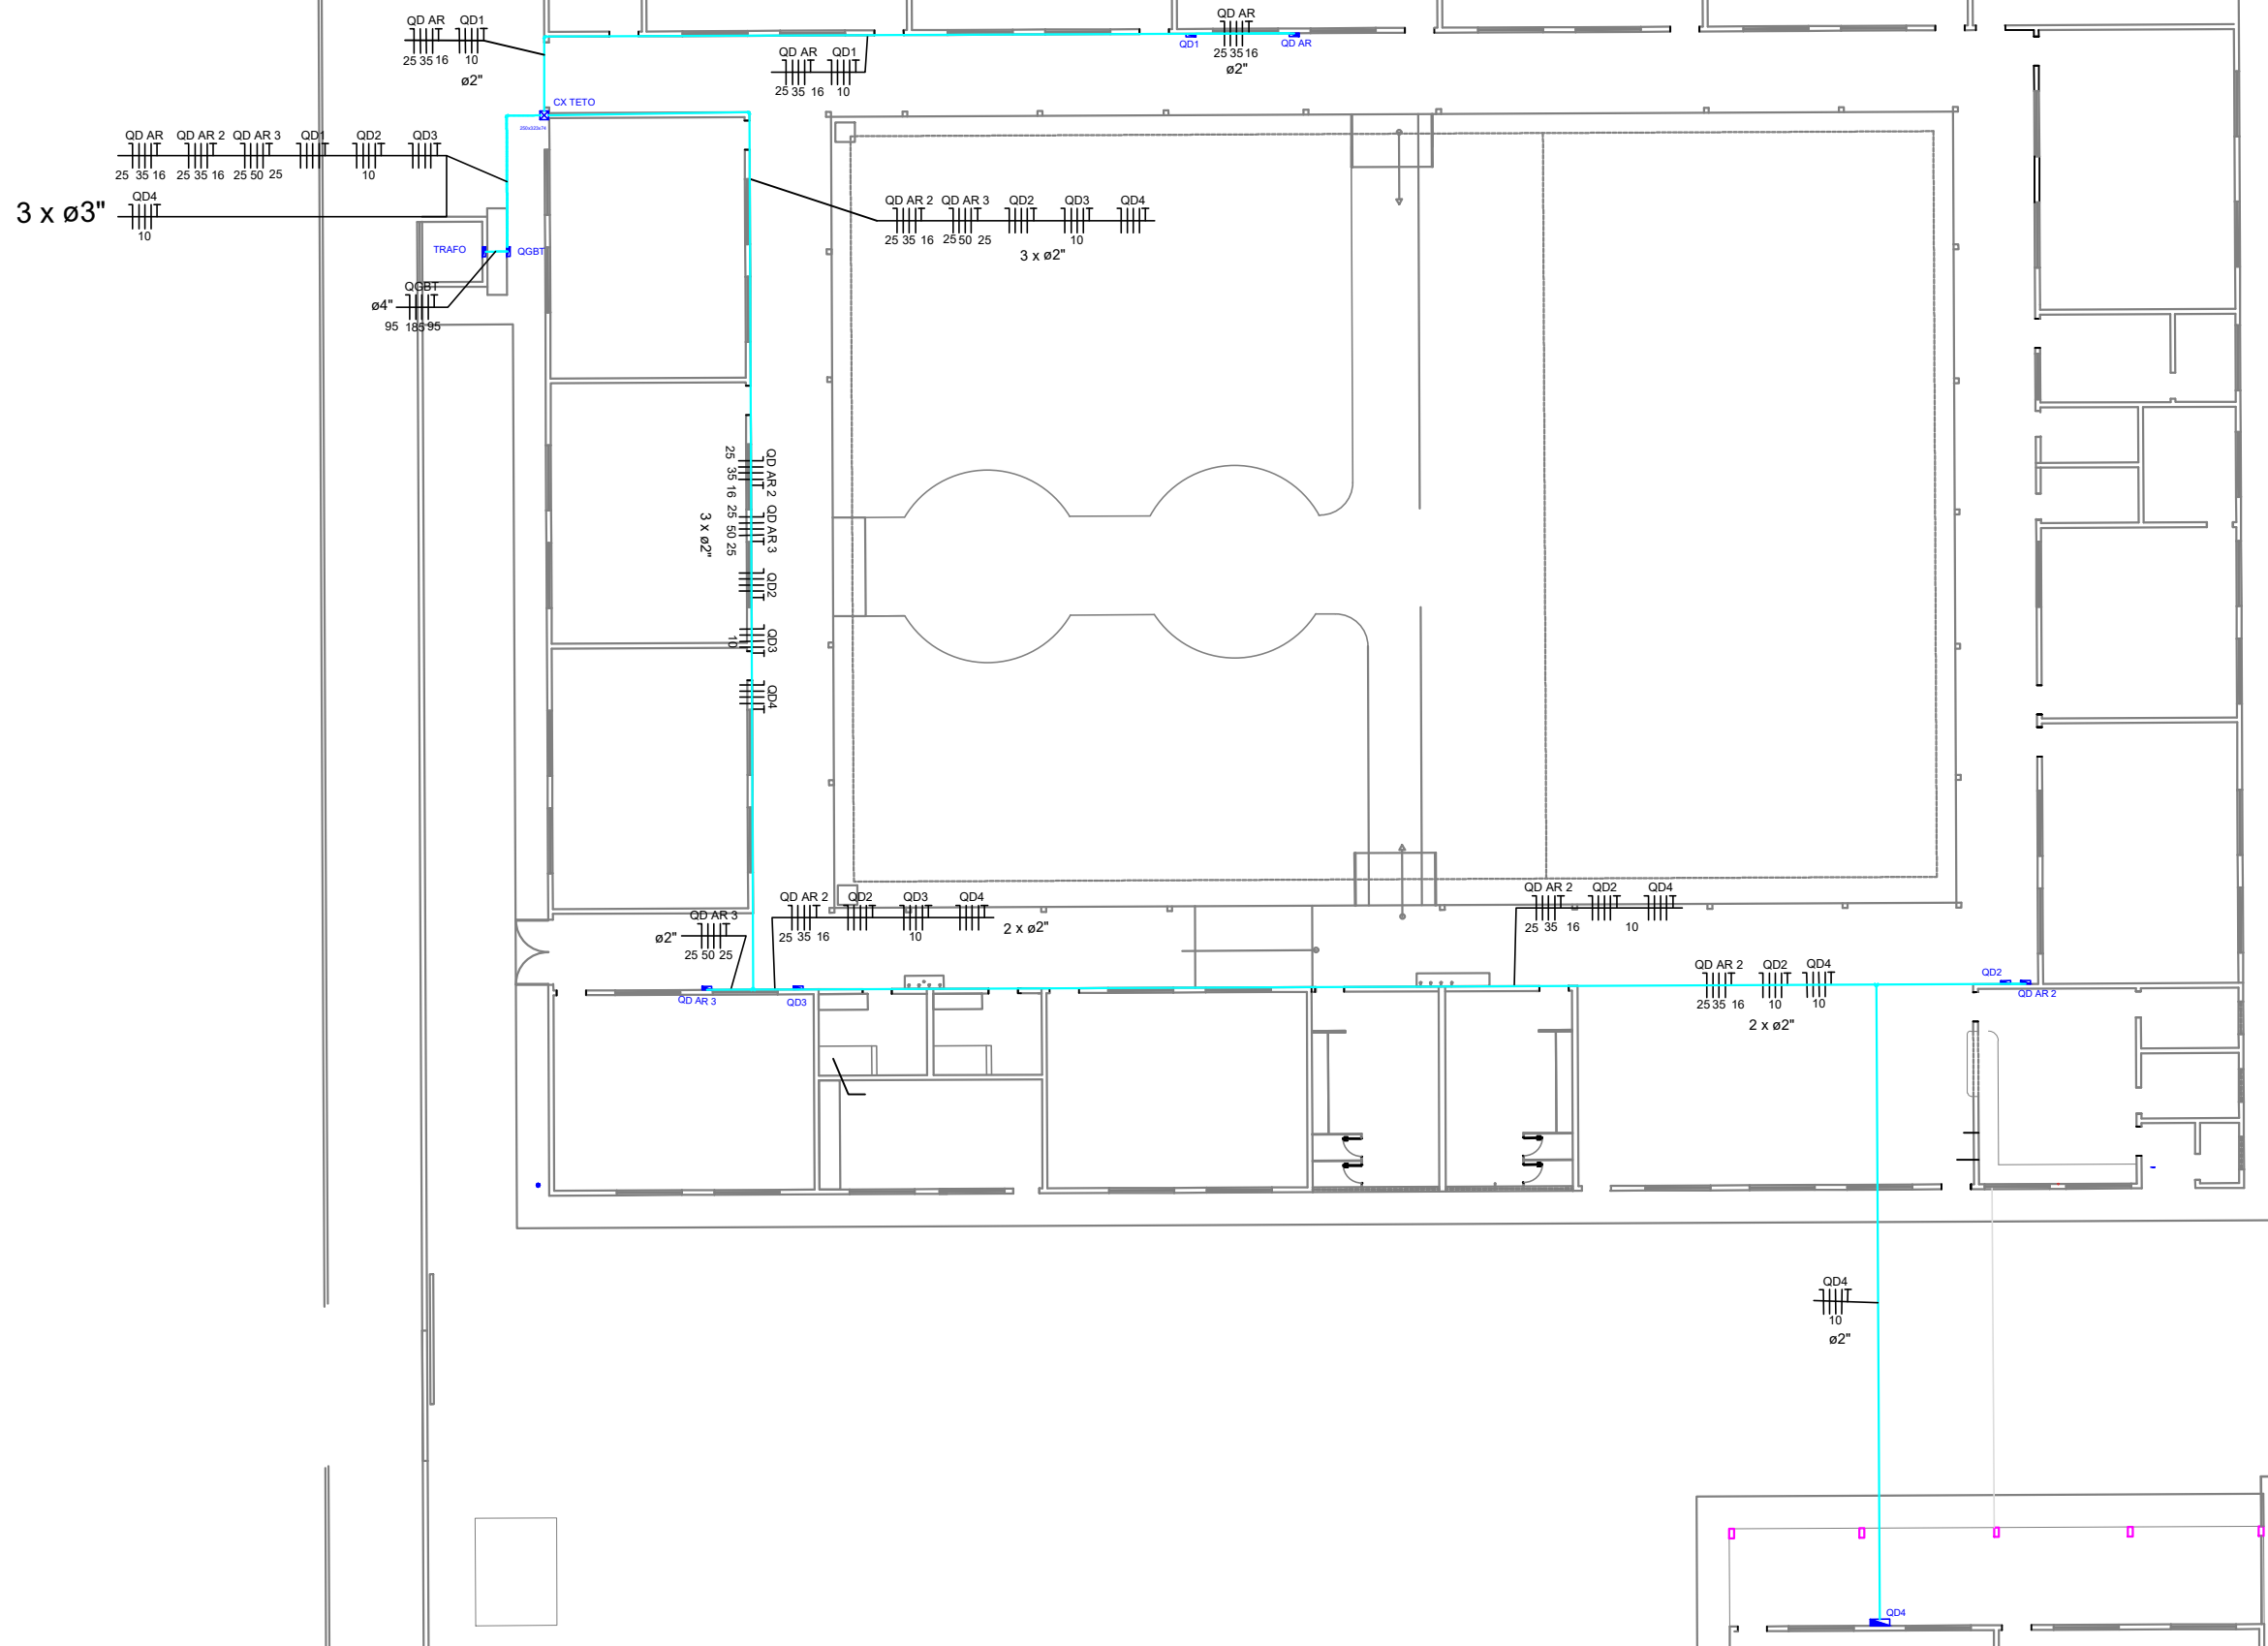 QD AR QD1
25 35 16 10
ø2"
QD AR QD1
25 35 16 10
QD AR
25 35 16
ø2"
QD1
QD AR
CX TETO
QD AR QD AR 2 QD AR 3 QD1 QD2 QD3
25 35 16 25 35 16 25 50 25 10
3 x ø3"
QD4
10
TRAFO
QGBT
QGBT
ø4"
95 185 95
QD AR 2 QD AR 3 QD2 QD3 QD4
25 35 16 25 50 25 10
3 x ø2"
QD AR 2 QD AR 3 QD2 QD3 QD4
25 35 16 25 50 25 10
3 x ø2"
QD AR 3
ø2"
25 50 25
QD AR 2 QD2 QD3 QD4
25 35 16 10
2 x ø2"
QD AR 2 QD2 QD4
25 35 16 10
QD AR 2 QD2 QD4
25 35 16 10 10
2 x ø2"
QD2
QD AR 2
QD AR 3
QD3
QD4
10
ø2"
QD4